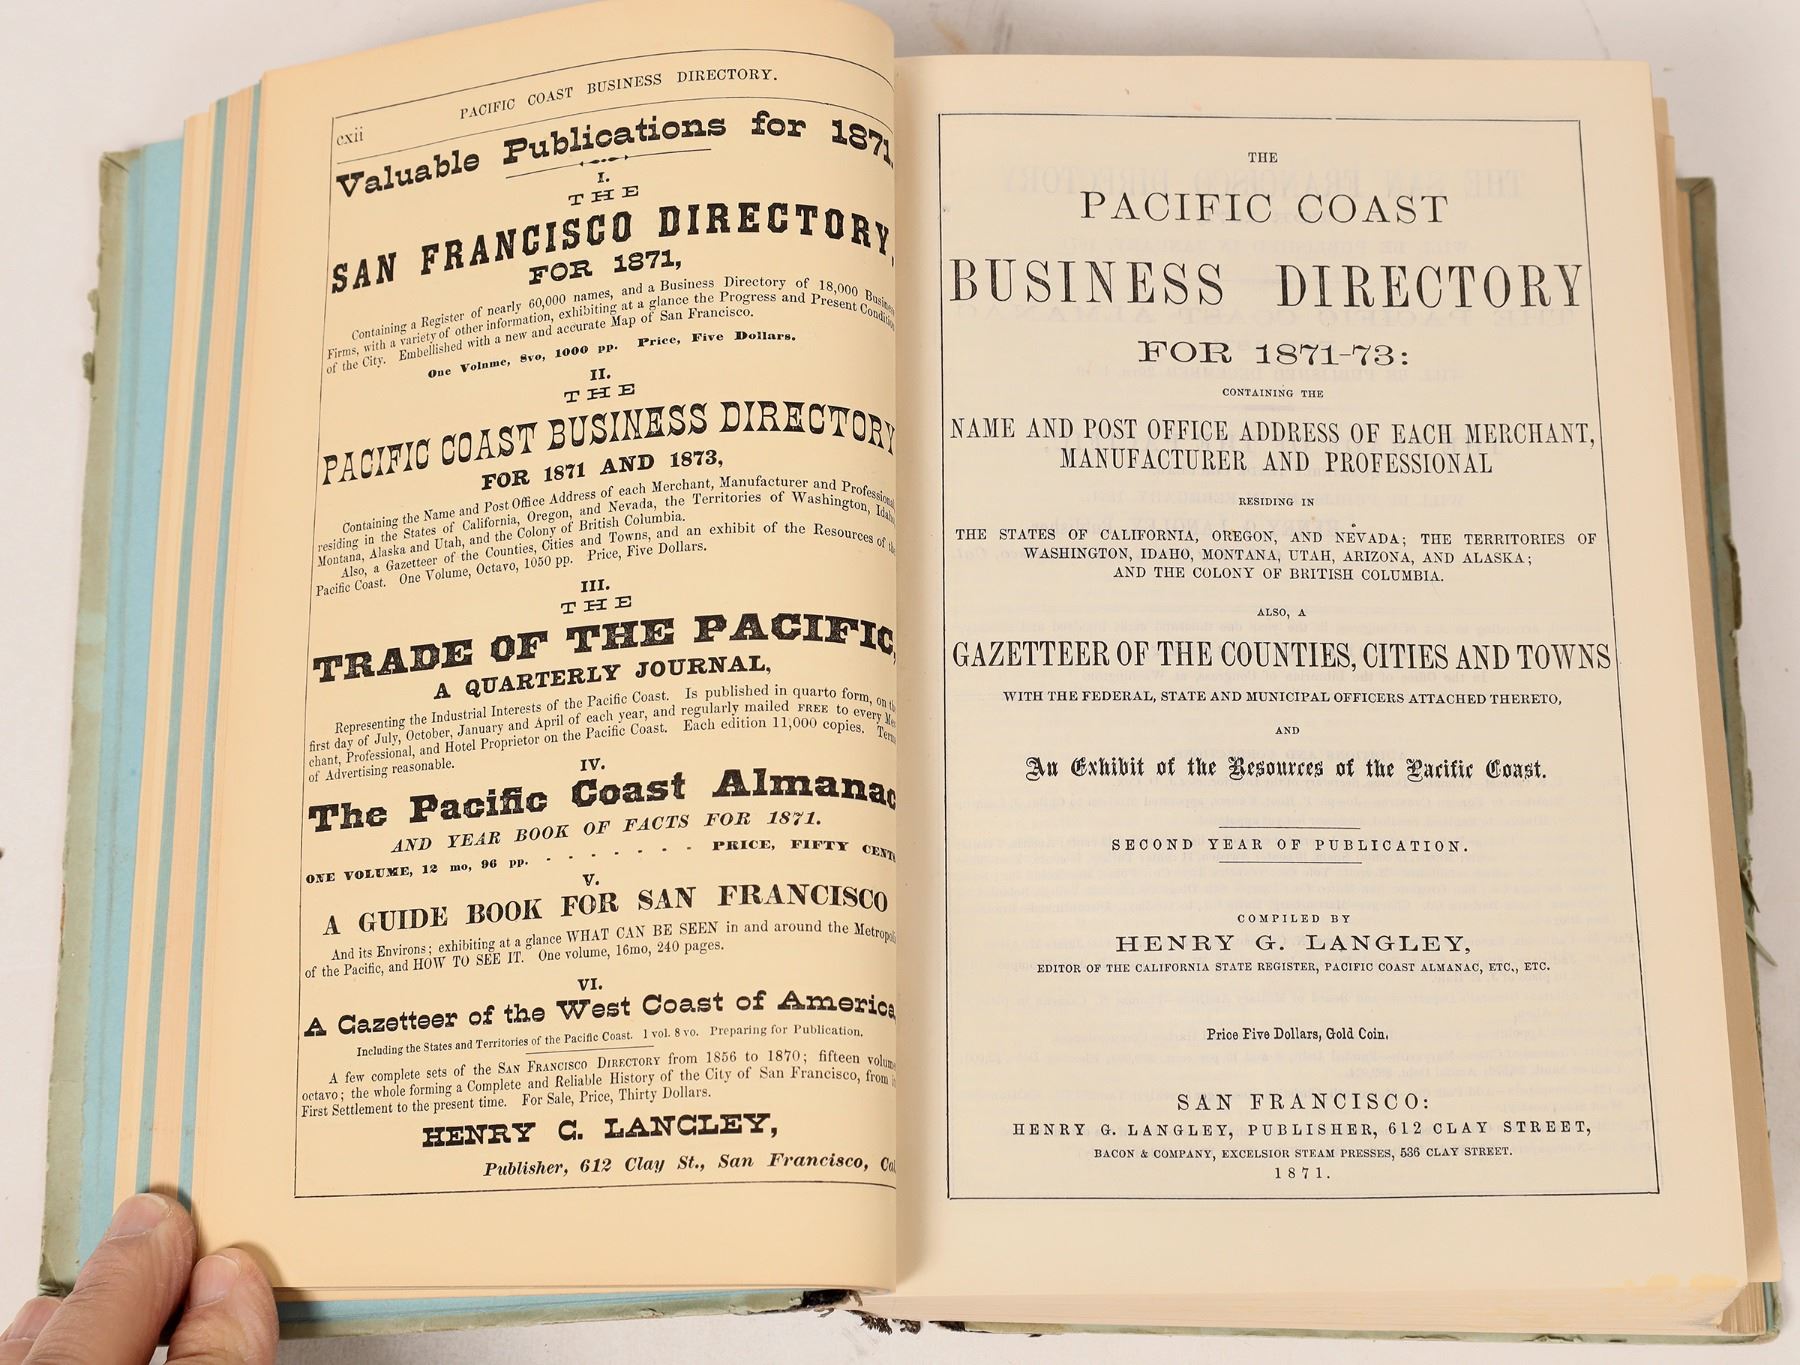 cxii PACIFIC COAST BUSINESS DIRECTORY.
Valuable Publications for 1871.
I.
THE
SAN FRANCISCO DIRECTORY,
FOR 1871,
Containing a Register of nearly 60,000 names, and a Business Directory of 18,000 Business
Firms, with a variety of other information, exhibiting at a glance the Progress and Present Condition
of the City. Embellished with a new and accurate Map of San Francisco.
One Volume, 8vo, 1000 pp. Price, Five Dollars.
II.
THE
PACIFIC COAST BUSINESS DIRECTORY
FOR 1871 AND 1873,
Containing the Name and Post Office Address of each Merchant, Manufacturer and Professional
residing in the States of California, Oregon, and Nevada, the Territories of Washington, Idaho,
Montana, Alaska and Utah, and the Colony of British Columbia.
Also, a Gazetteer of the Counties, Cities and Towns, and an exhibit of the Resources of the
Pacific Coast. One Volume, Octavo, 1050 pp. Price, Five Dollars.
III.
THE
TRADE OF THE PACIFIC,
A QUARTERLY JOURNAL,
Representing the Industrial Interests of the Pacific Coast. Is published in quarto form, on the
first day of July, October, January and April of each year, and regularly mailed FREE to every Mer
chant, Professional, and Hotel Proprietor on the Pacific Coast. Each edition 11,000 copies. Terms
of Advertising reasonable.
IV.
The Pacific Coast Almanac
AND YEAR BOOK OF FACTS FOR 1871.
ONE VOLUME, 12 mo, 96 pp. - - - - - - - PRICE, FIFTY CENTS
V.
A GUIDE BOOK FOR SAN FRANCISCO
And its Environs; exhibiting at a glance WHAT CAN BE SEEN in and around the Metropolis
of the Pacific, and HOW TO SEE IT. One volume, 16mo, 240 pages.
VI.
A Gazetteer of the West Coast of America,
Including the States and Territories of the Pacific Coast. 1 vol. 8 vo. Preparing for Publication.
A few complete sets of the SAN FRANCISCO DIRECTORY from 1856 to 1870; fifteen volume
octavo; the whole forming a Complete and Reliable History of the City of San Francisco, from
First Settlement to the present time. For Sale, Price, Thirty Dollars.
HENRY G. LANGLEY,
Publisher, 612 Clay St., San Francisco, Cal
THE
PACIFIC COAST
BUSINESS DIRECTORY
FOR 1871-73:
CONTAINING THE
NAME AND POST OFFICE ADDRESS OF EACH MERCHANT,
MANUFACTURER AND PROFESSIONAL
RESIDING IN
THE STATES OF CALIFORNIA, OREGON, AND NEVADA; THE TERRITORIES OF
WASHINGTON, IDAHO, MONTANA, UTAH, ARIZONA, AND ALASKA;
AND THE COLONY OF BRITISH COLUMBIA.
ALSO, A
GAZETTEER OF THE COUNTIES, CITIES AND TOWNS
WITH THE FEDERAL, STATE AND MUNICIPAL OFFICERS ATTACHED THERETO,
AND
An Exhibit of the Resources of the Pacific Coast.
SECOND YEAR OF PUBLICATION.
COMPILED BY
HENRY G. LANGLEY,
EDITOR OF THE CALIFORNIA STATE REGISTER, PACIFIC COAST ALMANAC, ETC., ETC.
Price Five Dollars, Gold Coin.
SAN FRANCISCO:
HENRY G. LANGLEY, PUBLISHER, 612 CLAY STREET,
BACON & COMPANY, EXCELSIOR STEAM PRESSES, 536 CLAY STREET.
1871.